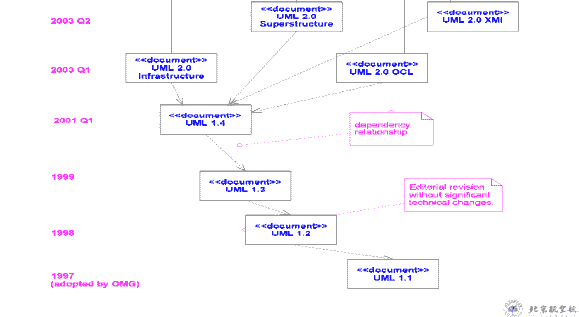 2003 Q2
<<document>>
UML 2.0
Superstructure
<<document>>
UML 2.0 XMI
2003 Q1
<<document>>
UML 2.0
Infrastructure
<<document>>
UML 2.0 OCL
2001 Q1
<<document>>
UML 1.4
dependency
relationship
1999
<<document>>
UML 1.3
Editorial revision
without significant
technical changes.
1998
<<document>>
UML 1.2
1997
(adopted by OMG)
<<document>>
UML 1.1